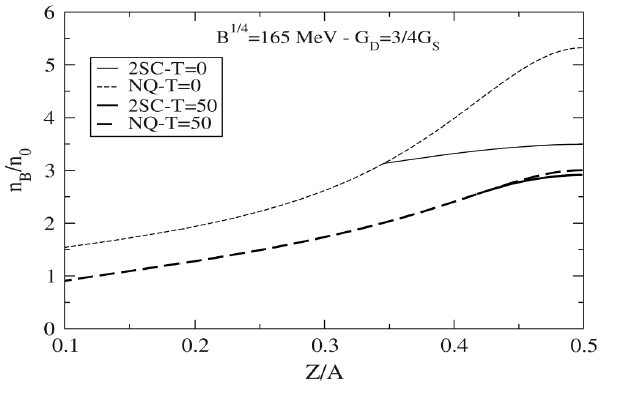 B^1/4=165 MeV - G_D=3/4G_S
2SC-T=0
NQ-T=0
2SC-T=50
NQ-T=50
n_B/n_0
6
5
4
3
2
1
0
0.1 0.2 0.3 0.4 0.5
Z/A